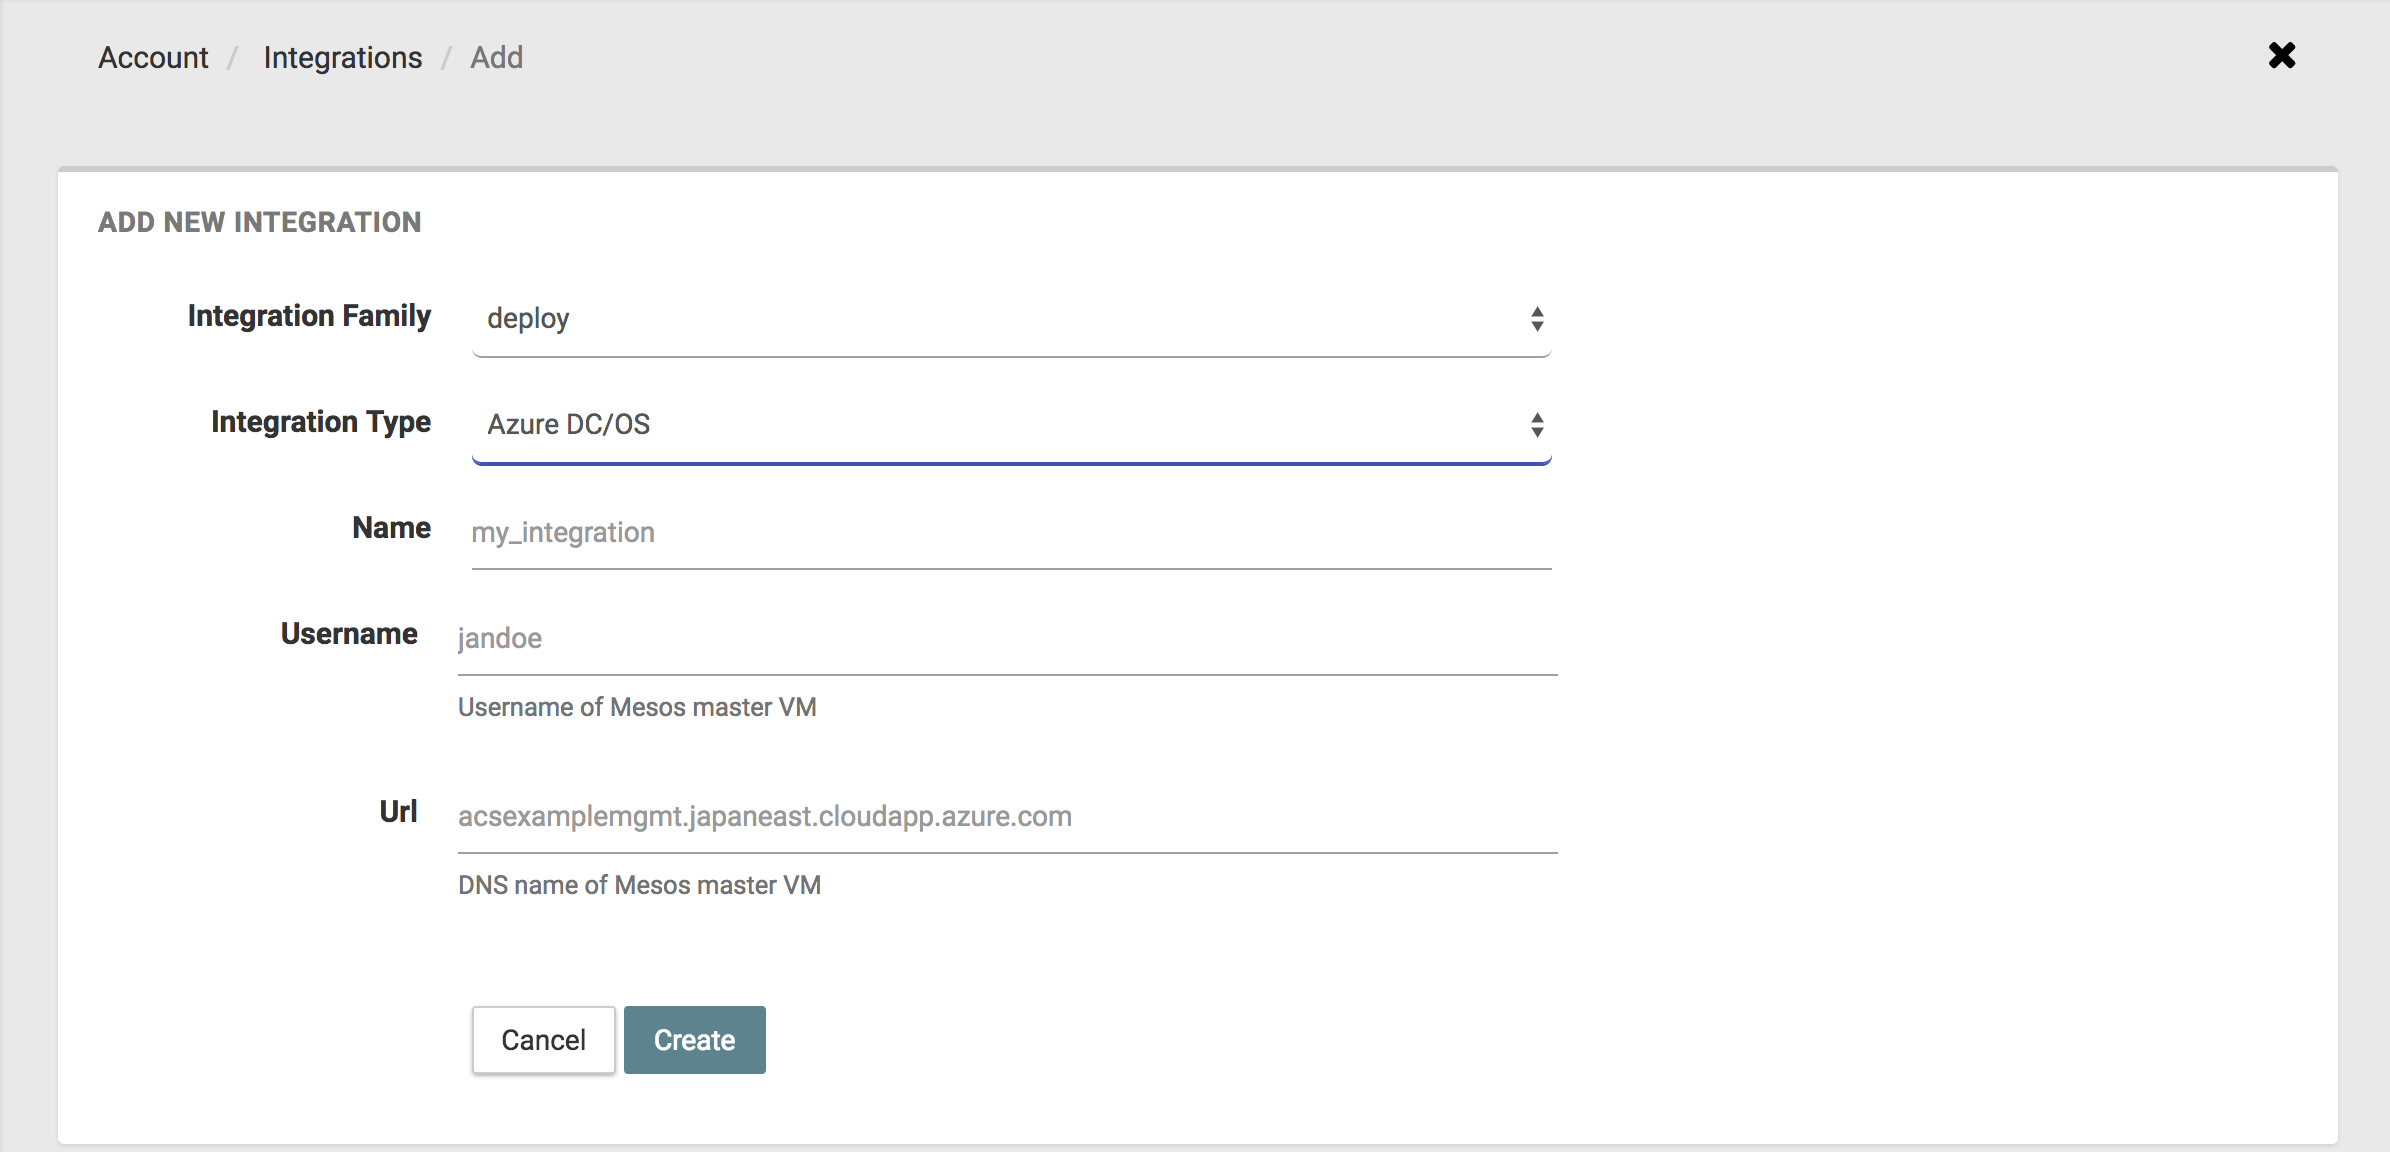 Account / Integrations / Add
ADD NEW INTEGRATION
Integration Family deploy
Integration Type Azure DC/OS
Name my_integration
Username jandoe
Username of Mesos master VM
Url acsexamplemgmt.japaneast.cloudapp.azure.com
DNS name of Mesos master VM
Cancel Create